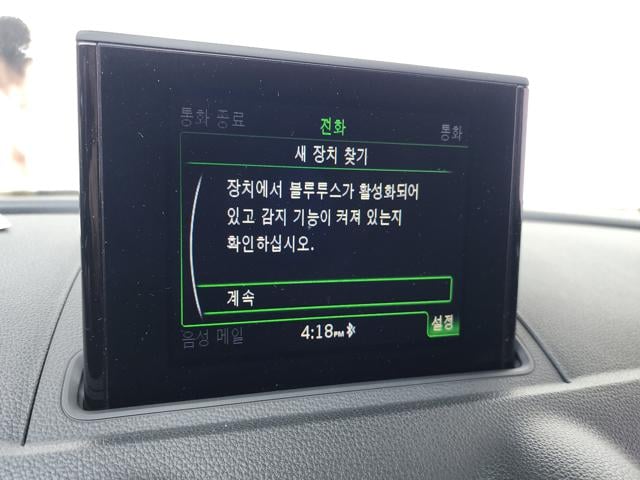 통화 종료
전화
통화
새 장치 찾기
장치에서 블루투스가 활성화되어
있고 감지 기능이 켜져 있는지
확인하십시오.
계속
설정
음성 메일
4:18PM